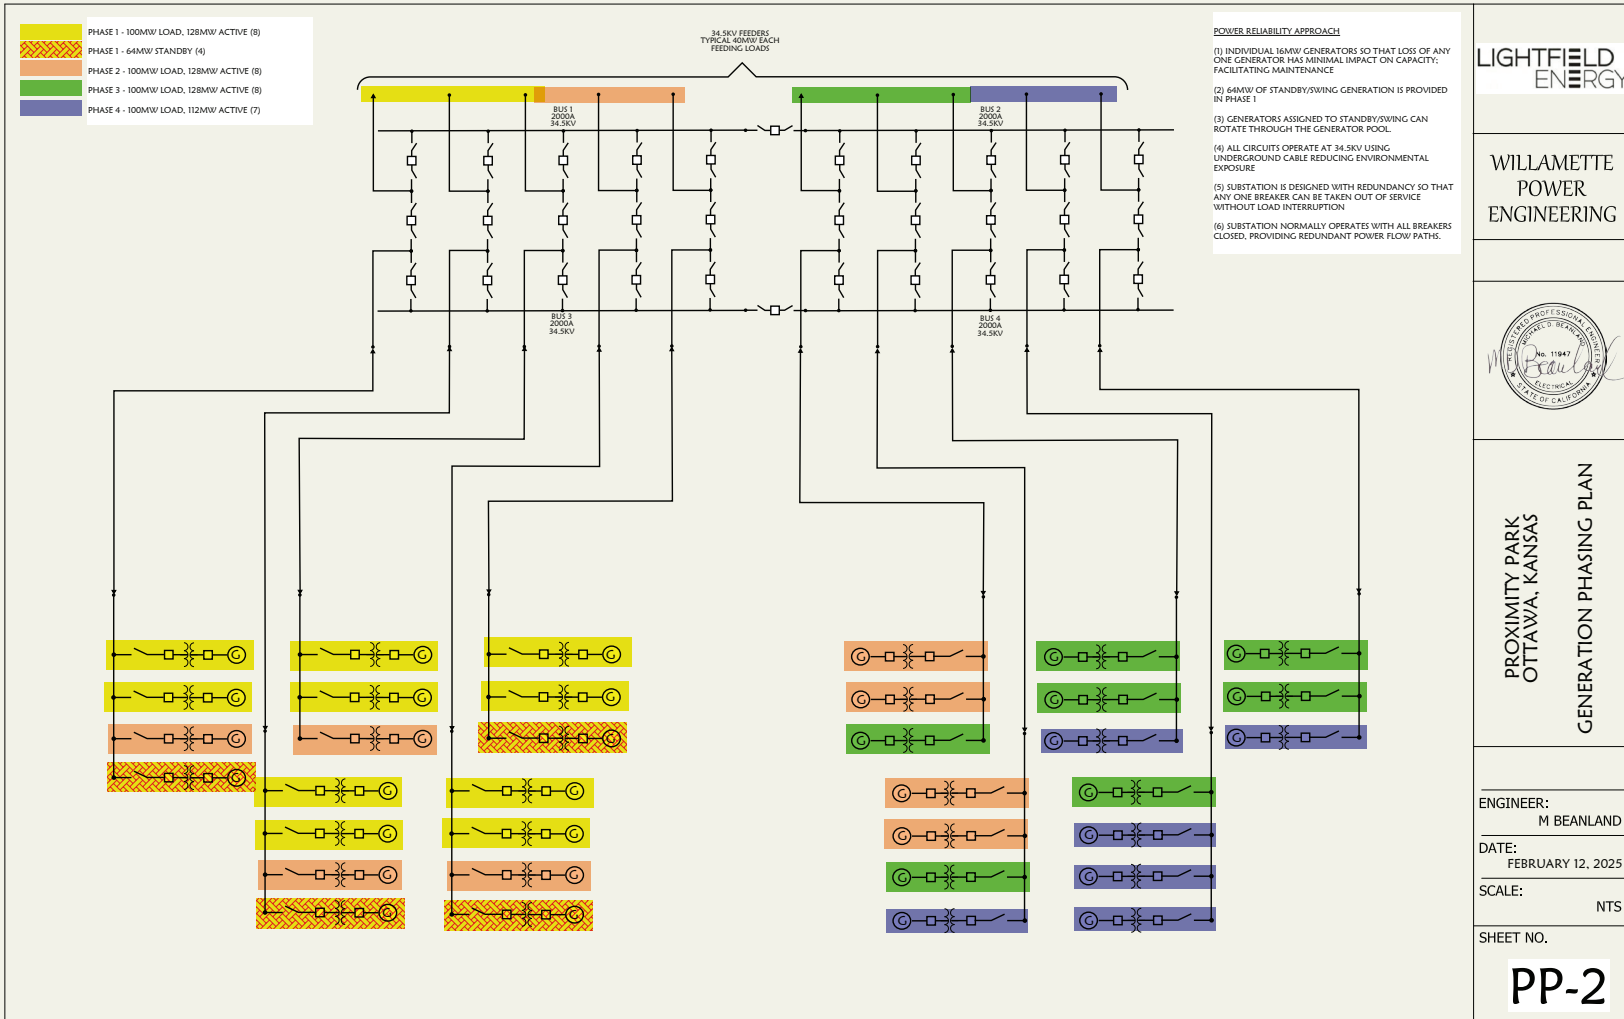 PHASE 1 - 100MW LOAD, 128MW ACTIVE (8)
PHASE 1 - 64MW STANDBY (4)
PHASE 2 - 100MW LOAD, 128MW ACTIVE (8)
PHASE 3 - 100MW LOAD, 128MW ACTIVE (8)
PHASE 4 - 100MW LOAD, 112MW ACTIVE (7)
34.5KV FEEDERS
TYPICAL 40MW EACH
FEEDING LOADS
BUS 1
2000A
34.5KV
BUS 2
2000A
34.5KV
BUS 3
2000A
34.5KV
BUS 4
2000A
34.5KV
G G G G G G
G G G G G G
G G G G G G
G
G G G G
G G G G
G G G G
G G G G
POWER RELIABILITY APPROACH
(1) INDIVIDUAL 16MW GENERATORS SO THAT LOSS OF ANY
ONE GENERATOR HAS MINIMAL IMPACT ON CAPACITY;
FACILITATING MAINTENANCE
(2) 64MW OF STANDBY/SWING GENERATION IS PROVIDED
IN PHASE 1
(3) GENERATORS ASSIGNED TO STANDBY/SWING CAN
ROTATE THROUGH THE GENERATOR POOL.
(4) ALL CIRCUITS OPERATE AT 34.5KV USING
UNDERGROUND CABLE REDUCING ENVIRONMENTAL
EXPOSURE
(5) SUBSTATION IS DESIGNED WITH REDUNDANCY SO THAT
ANY ONE BREAKER CAN BE TAKEN OUT OF SERVICE
WITHOUT LOAD INTERRUPTION
(6) SUBSTATION NORMALLY OPERATES WITH ALL BREAKERS
CLOSED, PROVIDING REDUNDANT POWER FLOW PATHS.
LIGHTFIELD
ENERGY
WILLAMETTE
POWER
ENGINEERING
REGISTERED PROFESSIONAL ENGINEER
MICHAEL D. BEANLAND
No. 11947
ELECTRICAL
STATE OF CALIFORNIA
M Beanland
PROXIMITY PARK
OTTAWA, KANSAS
GENERATION PHASING PLAN
ENGINEER:
M BEANLAND
DATE:
FEBRUARY 12, 2025
SCALE:
NTS
SHEET NO.
PP-2